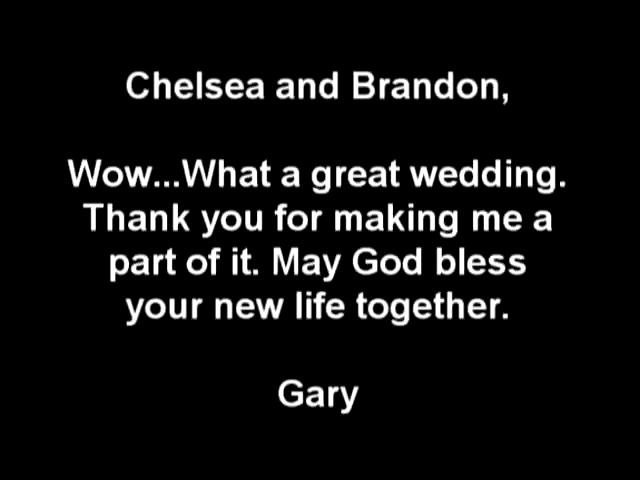 Chelsea and Brandon,
Wow...What a great wedding.
Thank you for making me a
part of it. May God bless
your new life together.
Gary